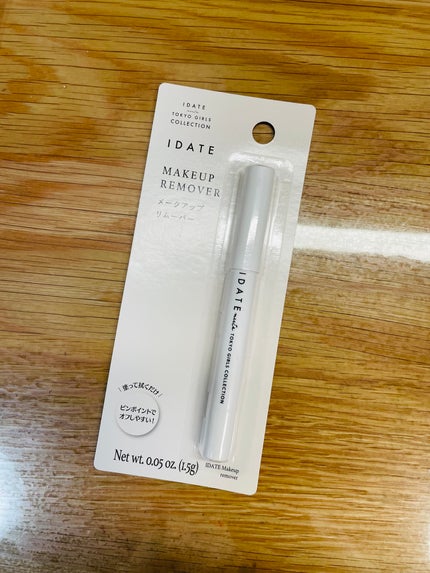 IDATE
TOKYO GIRLS
COLLECTION
IDATE
MAKEUP
REMOVER
メークアップ
リムーバー
IDATE made TOKYO GIRLS COLLECTION
塗って拭くだけ
ピンポイントで
オフしやすい!
Net wt. 0.05 oz. (1.5g)
IDATE Makeup
remover